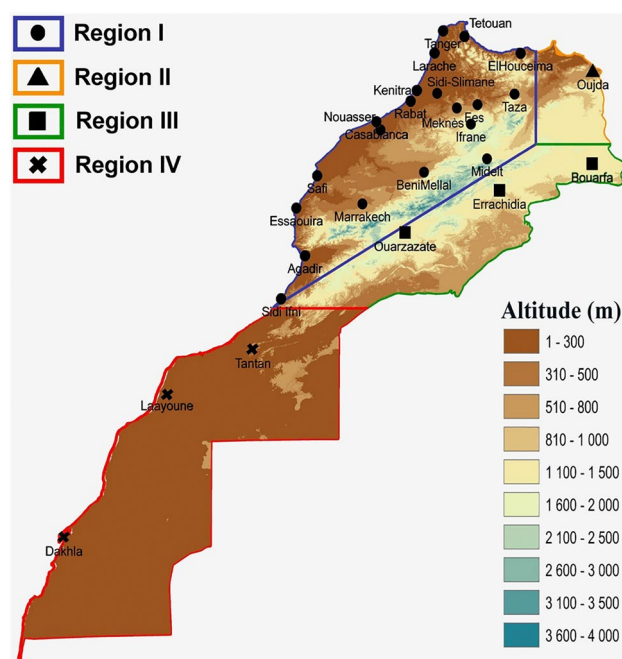 Region I
Region II
Region III
Region IV
Tetouan
Tanger
Larache
ElHouceima
Sidi-Slimane
Oujda
Kenitra
Rabat
Taza
Nouasser
Meknès
Fes
Casabianca
Ifrane
Midelt
Bouarfa
Safi
BeniMellal
Errachidia
Essaouira
Marrakech
Ouarzazate
Agadir
Sidi Ifni
Tantan
Laayoune
Dakhla
Altitude (m)
1 - 300
310 - 500
510 - 800
810 - 1 000
1 100 - 1 500
1 600 - 2 000
2 100 - 2 500
2 600 - 3 000
3 100 - 3 500
3 600 - 4 000